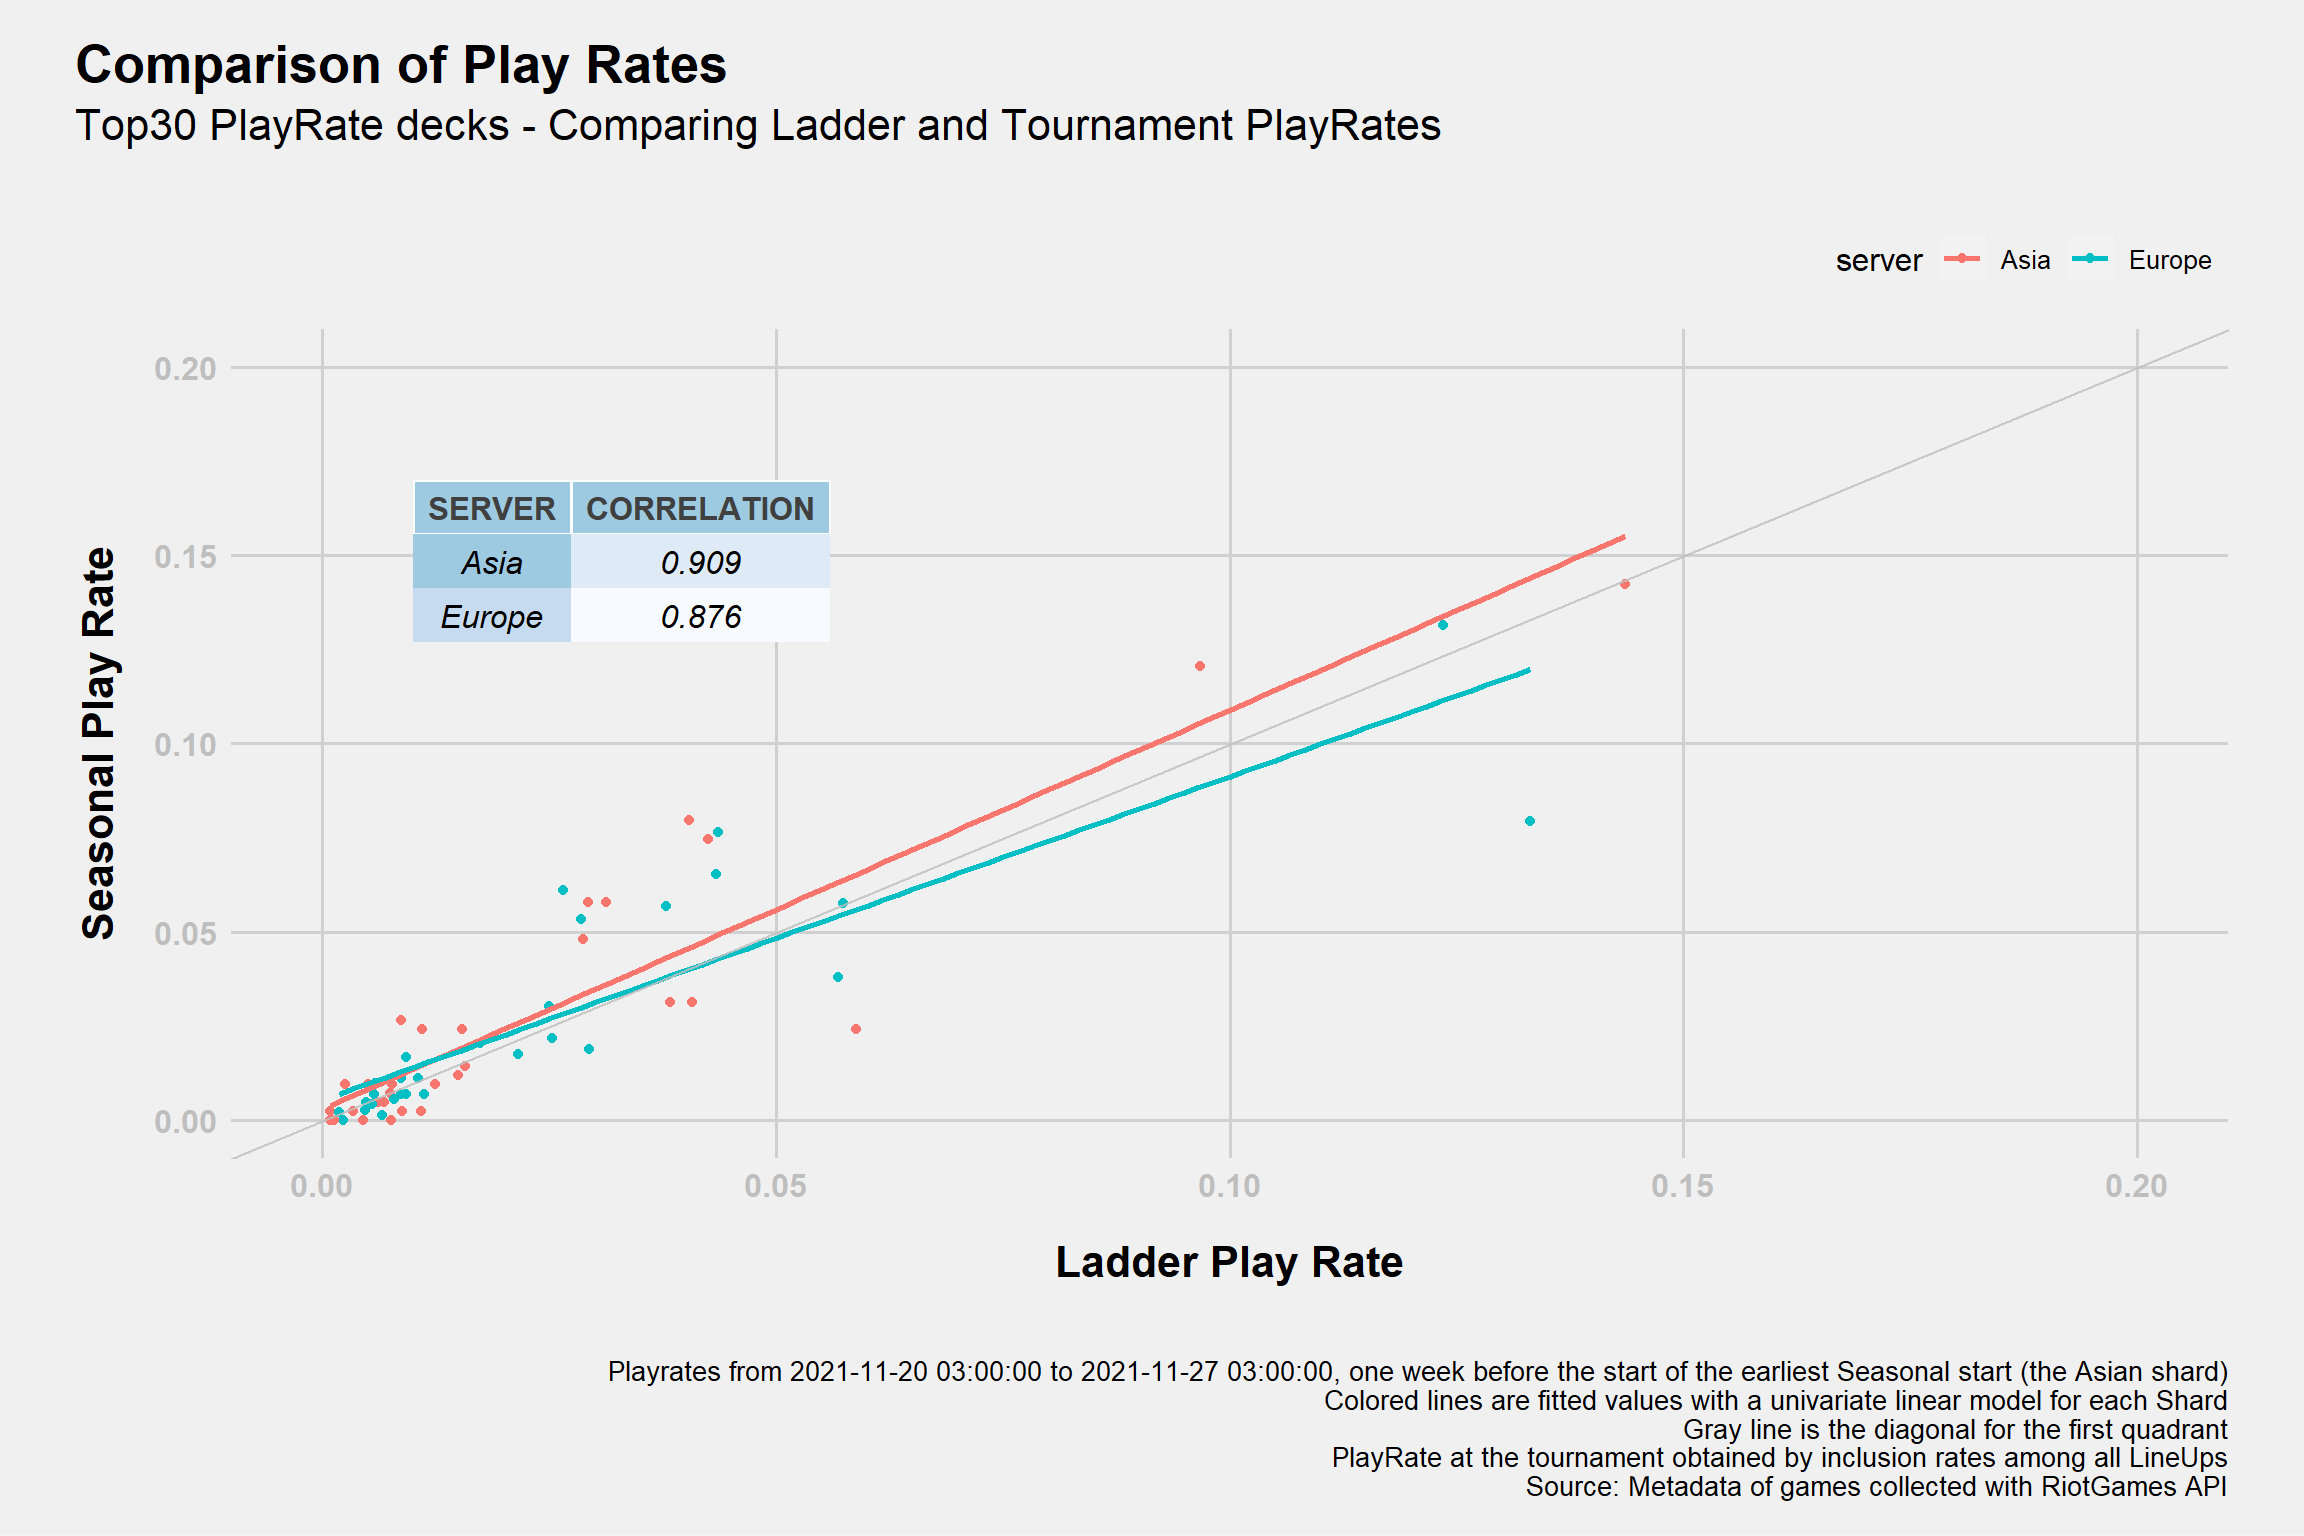 Comparison of Play Rates
Top30 PlayRate decks - Comparing Ladder and Tournament PlayRates
server Asia Europe
0.20
0.15
0.10
0.05
0.00
Seasonal Play Rate
SERVER CORRELATION
Asia 0.909
Europe 0.876
0.00 0.05 0.10 0.15 0.20
Ladder Play Rate
Playrates from 2021-11-20 03:00:00 to 2021-11-27 03:00:00, one week before the start of the earliest Seasonal start (the Asian shard)
Colored lines are fitted values with a univariate linear model for each Shard
Gray line is the diagonal for the first quadrant
PlayRate at the tournament obtained by inclusion rates among all LineUps
Source: Metadata of games collected with RiotGames API